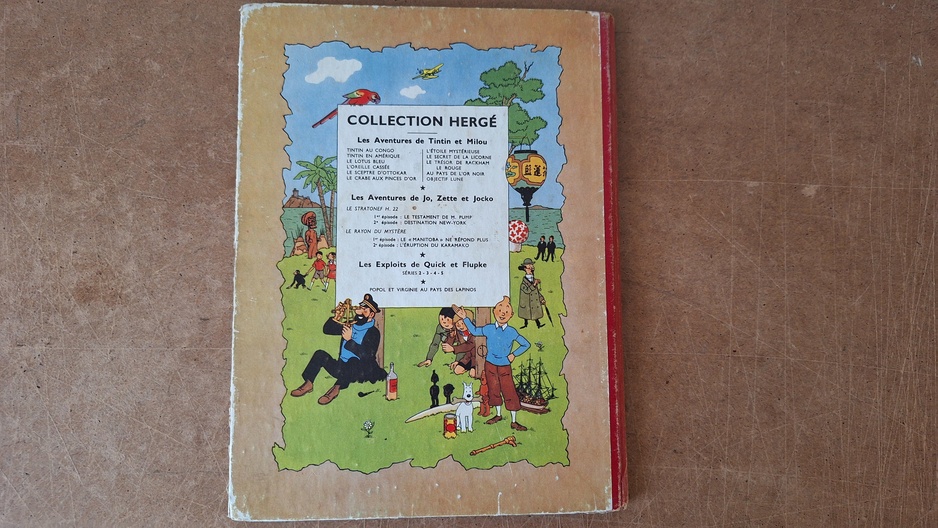 COLLECTION HERGÉ
Les Aventures de Tintin et Milou
TINTIN AU CONGO
TINTIN EN AMÉRIQUE
LE LOTUS BLEU
L'OREILLE CASSÉE
LE SCEPTRE D'OTTOKAR
LE CRABE AUX PINCES D'OR
L'ÉTOILE MYSTÉRIEUSE
LE SECRET DE LA LICORNE
LE TRÉSOR DE RACKHAM
LE ROUGE
AU PAYS DE L'OR NOIR
OBJECTIF LUNE
Les Aventures de Jo, Zette et Jocko
LE STRATONEF H. 22
1er épisode : LE TESTAMENT DE M. PUMP
2e épisode : DESTINATION NEW-YORK
LE RAYON DU MYSTÈRE
1er épisode : LE « MANITOBA » NE RÉPOND PLUS
2e épisode : L'ÉRUPTION DU KARAMAKO
Les Exploits de Quick et Flupke
SÉRIES 2 - 3 - 4 - 5
POPOL ET VIRGINIE AU PAYS DES LAPINOS